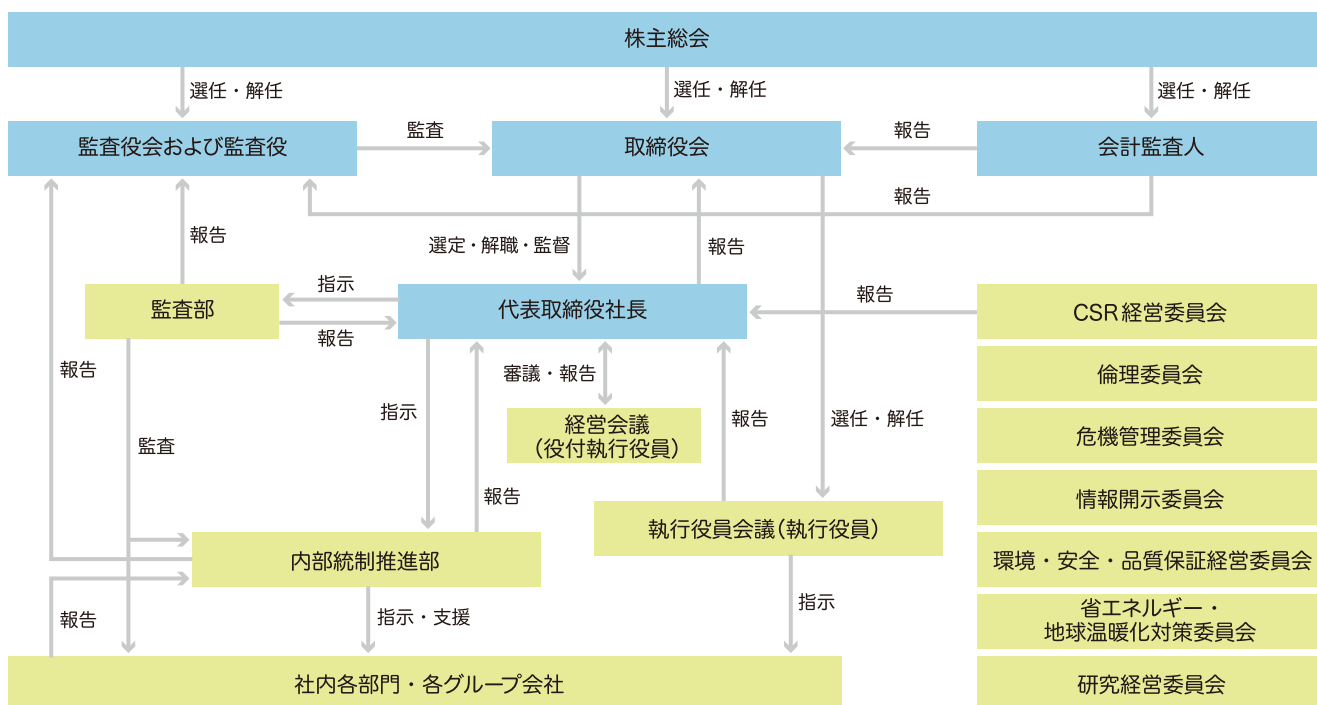 株主総会
選任・解任
選任・解任
選任・解任
監査役会および監査役
監査
取締役会
報告
会計監査人
報告
報告
選定・解職・監督
報告
監査部
指示
報告
代表取締役社長
報告
CSR経営委員会
倫理委員会
危機管理委員会
情報開示委員会
環境・安全・品質保証経営委員会
省エネルギー・
地球温暖化対策委員会
研究経営委員会
報告
監査
指示
審議・報告
経営会議
（役付執行役員）
報告
選任・解任
報告
執行役員会議（執行役員）
内部統制推進部
報告
指示・支援
指示
社内各部門・各グループ会社